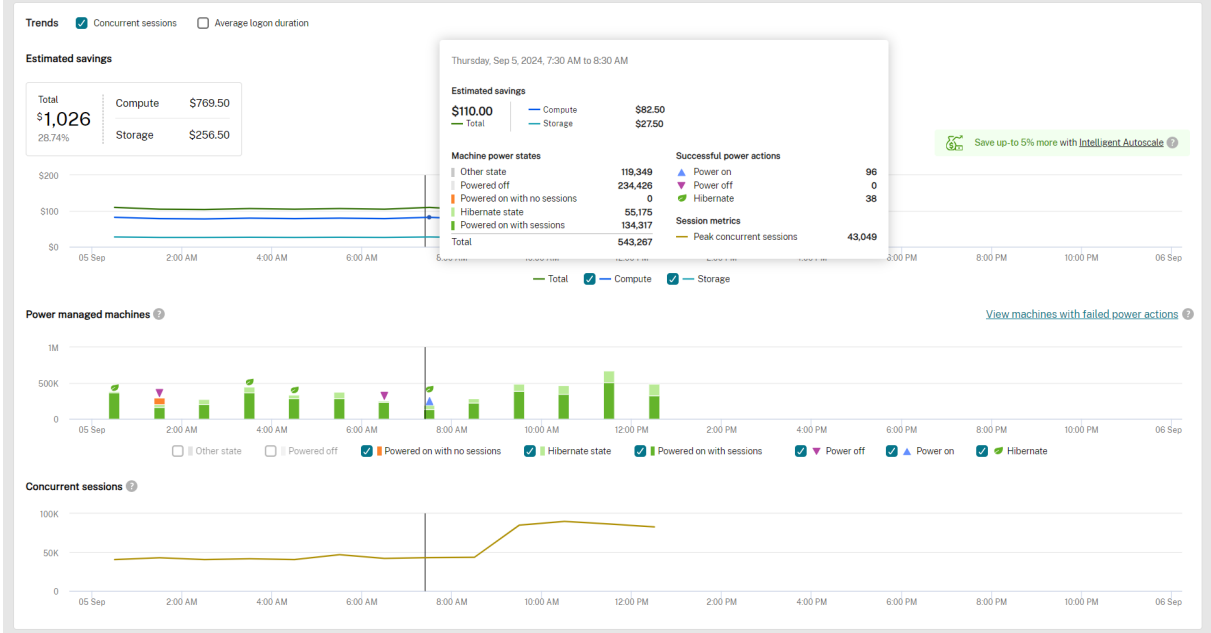 Trends Concurrent sessions Average logon duration
Estimated savings
Total
$1,026
28.74%
Compute $769.50
Storage $256.50
Thursday, Sep 5, 2024, 7:30 AM to 8:30 AM
Estimated savings
$110.00
Total
Compute $82.50
Storage $27.50
Machine power states
Other state 119,349
Powered off 234,426
Powered on with no sessions 0
Hibernate state 55,175
Powered on with sessions 134,317
Total 543,267
Successful power actions
Power on 96
Power off 0
Hibernate 38
Session metrics
Peak concurrent sessions 43,049
Save up-to 5% more with Intelligent Autoscale ?
$200
$100
$0
05 Sep 2:00 AM 4:00 AM 6:00 AM 6:00 PM 8:00 PM 10:00 PM 06 Sep
Total Compute Storage
Power managed machines ? View machines with failed power actions ?
1M
500K
0
05 Sep 2:00 AM 4:00 AM 6:00 AM 8:00 AM 10:00 AM 12:00 PM 2:00 PM 4:00 PM 6:00 PM 8:00 PM 10:00 PM 06 Sep
Other state Powered off Powered on with no sessions Hibernate state Powered on with sessions Power off Power on Hibernate
Concurrent sessions ?
100K
50K
0
05 Sep 2:00 AM 4:00 AM 6:00 AM 8:00 AM 10:00 AM 12:00 PM 2:00 PM 4:00 PM 6:00 PM 8:00 PM 10:00 PM 06 Sep